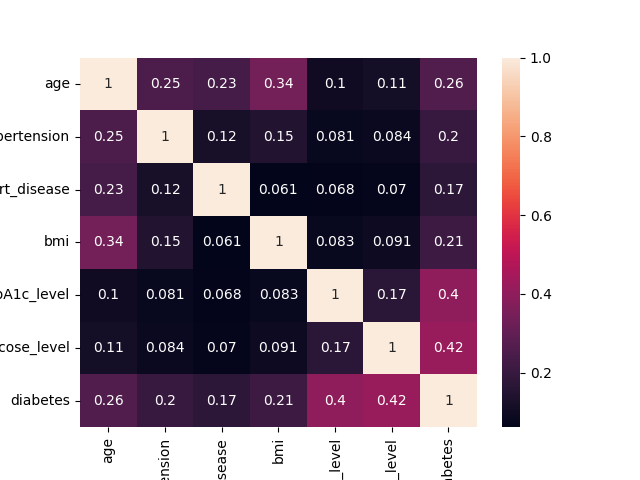 age 1 0.25 0.23 0.34 0.1 0.11 0.26
pertension 0.25 1 0.12 0.15 0.081 0.084 0.2
rt_disease 0.23 0.12 1 0.061 0.068 0.07 0.17
bmi 0.34 0.15 0.061 1 0.083 0.091 0.21
A1c_level 0.1 0.081 0.068 0.083 1 0.17 0.4
cose_level 0.11 0.084 0.07 0.091 0.17 1 0.42
diabetes 0.26 0.2 0.17 0.21 0.4 0.42 1
age
ension
sease
bmi
_level
_level
abetes
1.0
0.8
0.6
0.4
0.2